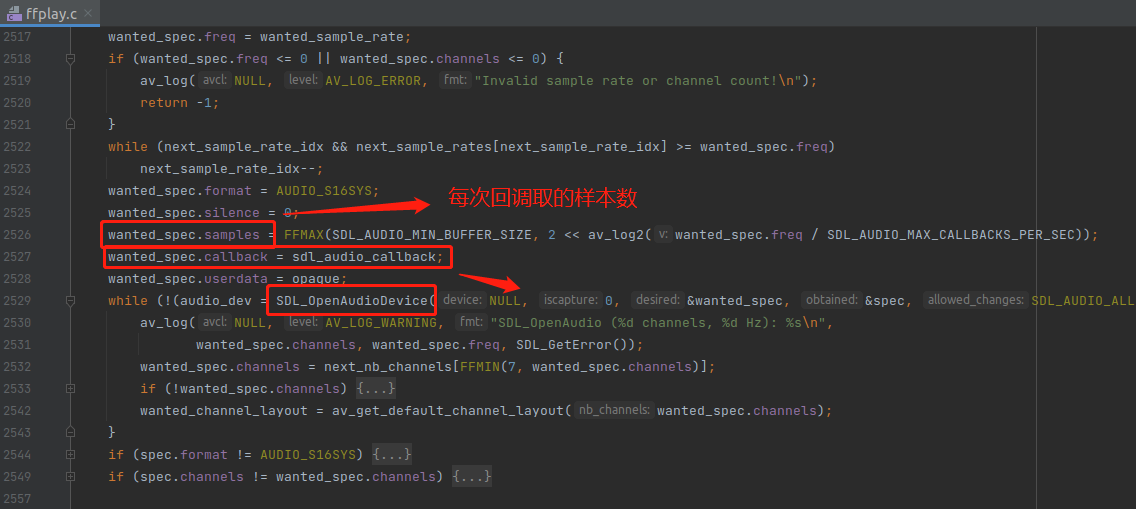 ffplay.c
2517 wanted_spec.freq = wanted_sample_rate;
2518 if (wanted_spec.freq <= 0 || wanted_spec.channels <= 0) {
2519 av_log( avcl: NULL, level: AV_LOG_ERROR, fmt: "Invalid sample rate or channel count!\n");
2520 return -1;
2521 }
2522 while (next_sample_rate_idx && next_sample_rates[next_sample_rate_idx] >= wanted_spec.freq)
2523 next_sample_rate_idx--;
2524 wanted_spec.format = AUDIO_S16SYS;
每次回调取的样本数
2525 wanted_spec.silence = 0;
2526 wanted_spec.samples = FFMAX(SDL_AUDIO_MIN_BUFFER_SIZE, 2 << av_log2( v: wanted_spec.freq / SDL_AUDIO_MAX_CALLBACKS_PER_SEC));
2527 wanted_spec.callback = sdl_audio_callback;
2528 wanted_spec.userdata = opaque;
2529 while (!(audio_dev = SDL_OpenAudioDevice( device: NULL, iscapture: 0, desired: &wanted_spec, obtained: &spec, allowed_changes: SDL_AUDIO_ALL
2530 av_log( avcl: NULL, level: AV_LOG_WARNING, fmt: "SDL_OpenAudio (%d channels, %d Hz): %s\n",
2531 wanted_spec.channels, wanted_spec.freq, SDL_GetError());
2532 wanted_spec.channels = next_nb_channels[FFMIN(7, wanted_spec.channels)];
2533 if (!wanted_spec.channels) {...}
2542 wanted_channel_layout = av_get_default_channel_layout( nb_channels: wanted_spec.channels);
2543 }
2544 if (spec.format != AUDIO_S16SYS) {...}
2549 if (spec.channels != wanted_spec.channels) {...}
2557